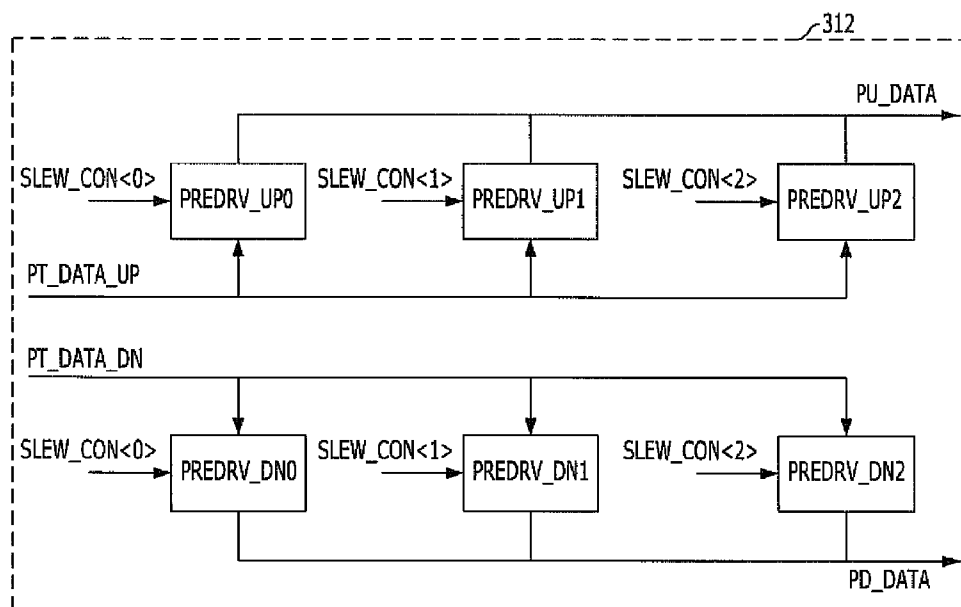 312
PU_DATA
SLEW_CON<0>
PREDRV_UP0
SLEW_CON<1>
PREDRV_UP1
SLEW_CON<2>
PREDRV_UP2
PT_DATA_UP
PT_DATA_DN
SLEW_CON<0>
PREDRV_DN0
SLEW_CON<1>
PREDRV_DN1
SLEW_CON<2>
PREDRV_DN2
PD_DATA